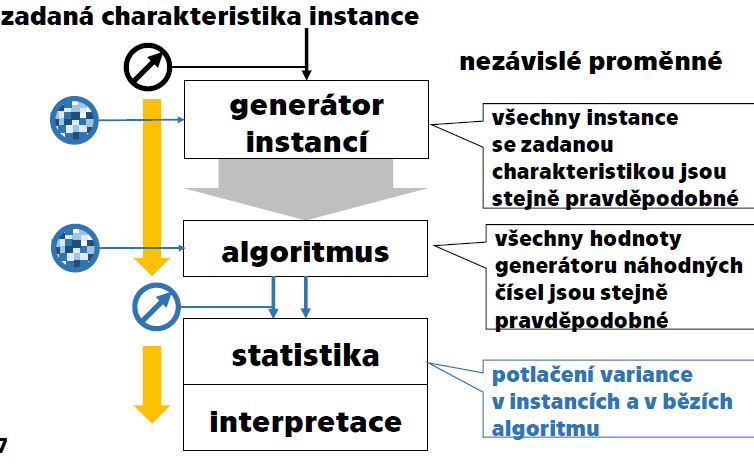 zadaná charakteristika instance
nezávislé proměnné
generátor
instancí
všechny instance
se zadanou
charakteristikou jsou
stejně pravděpodobné
algoritmus
všechny hodnoty
generátoru náhodných
čísel jsou stejně
pravděpodobné
statistika
interpretace
potlačení variance
v instancích a v bězích
algoritmu
7